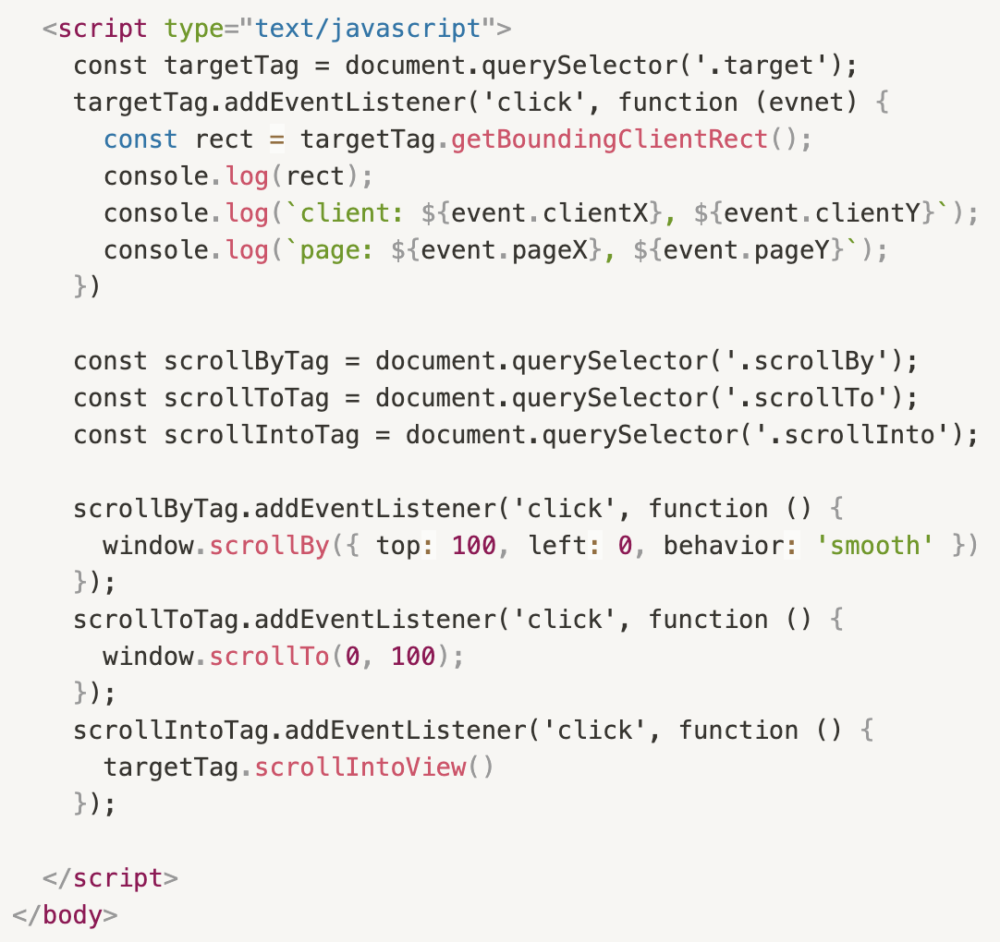 <script type="text/javascript">
const targetTag = document.querySelector('.target');
targetTag.addEventListener('click', function (evnet) {
const rect = targetTag.getBoundingClientRect();
console.log(rect);
console.log(`client: ${event.clientX}, ${event.clientY}`);
console.log(`page: ${event.pageX}, ${event.pageY}`);
})
const scrollByTag = document.querySelector('.scrollBy');
const scrollToTag = document.querySelector('.scrollTo');
const scrollIntoTag = document.querySelector('.scrollInto');
scrollByTag.addEventListener('click', function () {
window.scrollBy({ top: 100, left: 0, behavior: 'smooth' })
});
scrollToTag.addEventListener('click', function () {
window.scrollTo(0, 100);
});
scrollIntoTag.addEventListener('click', function () {
targetTag.scrollIntoView()
});
</script>
</body>